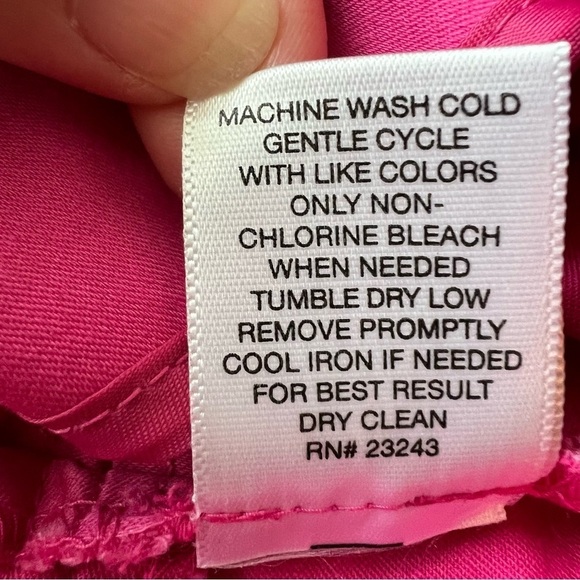 MACHINE WASH COLD
GENTLE CYCLE
WITH LIKE COLORS
ONLY NON-
CHLORINE BLEACH
WHEN NEEDED
TUMBLE DRY LOW
REMOVE PROMPTLY
COOL IRON IF NEEDED
FOR BEST RESULT
DRY CLEAN
RN# 23243